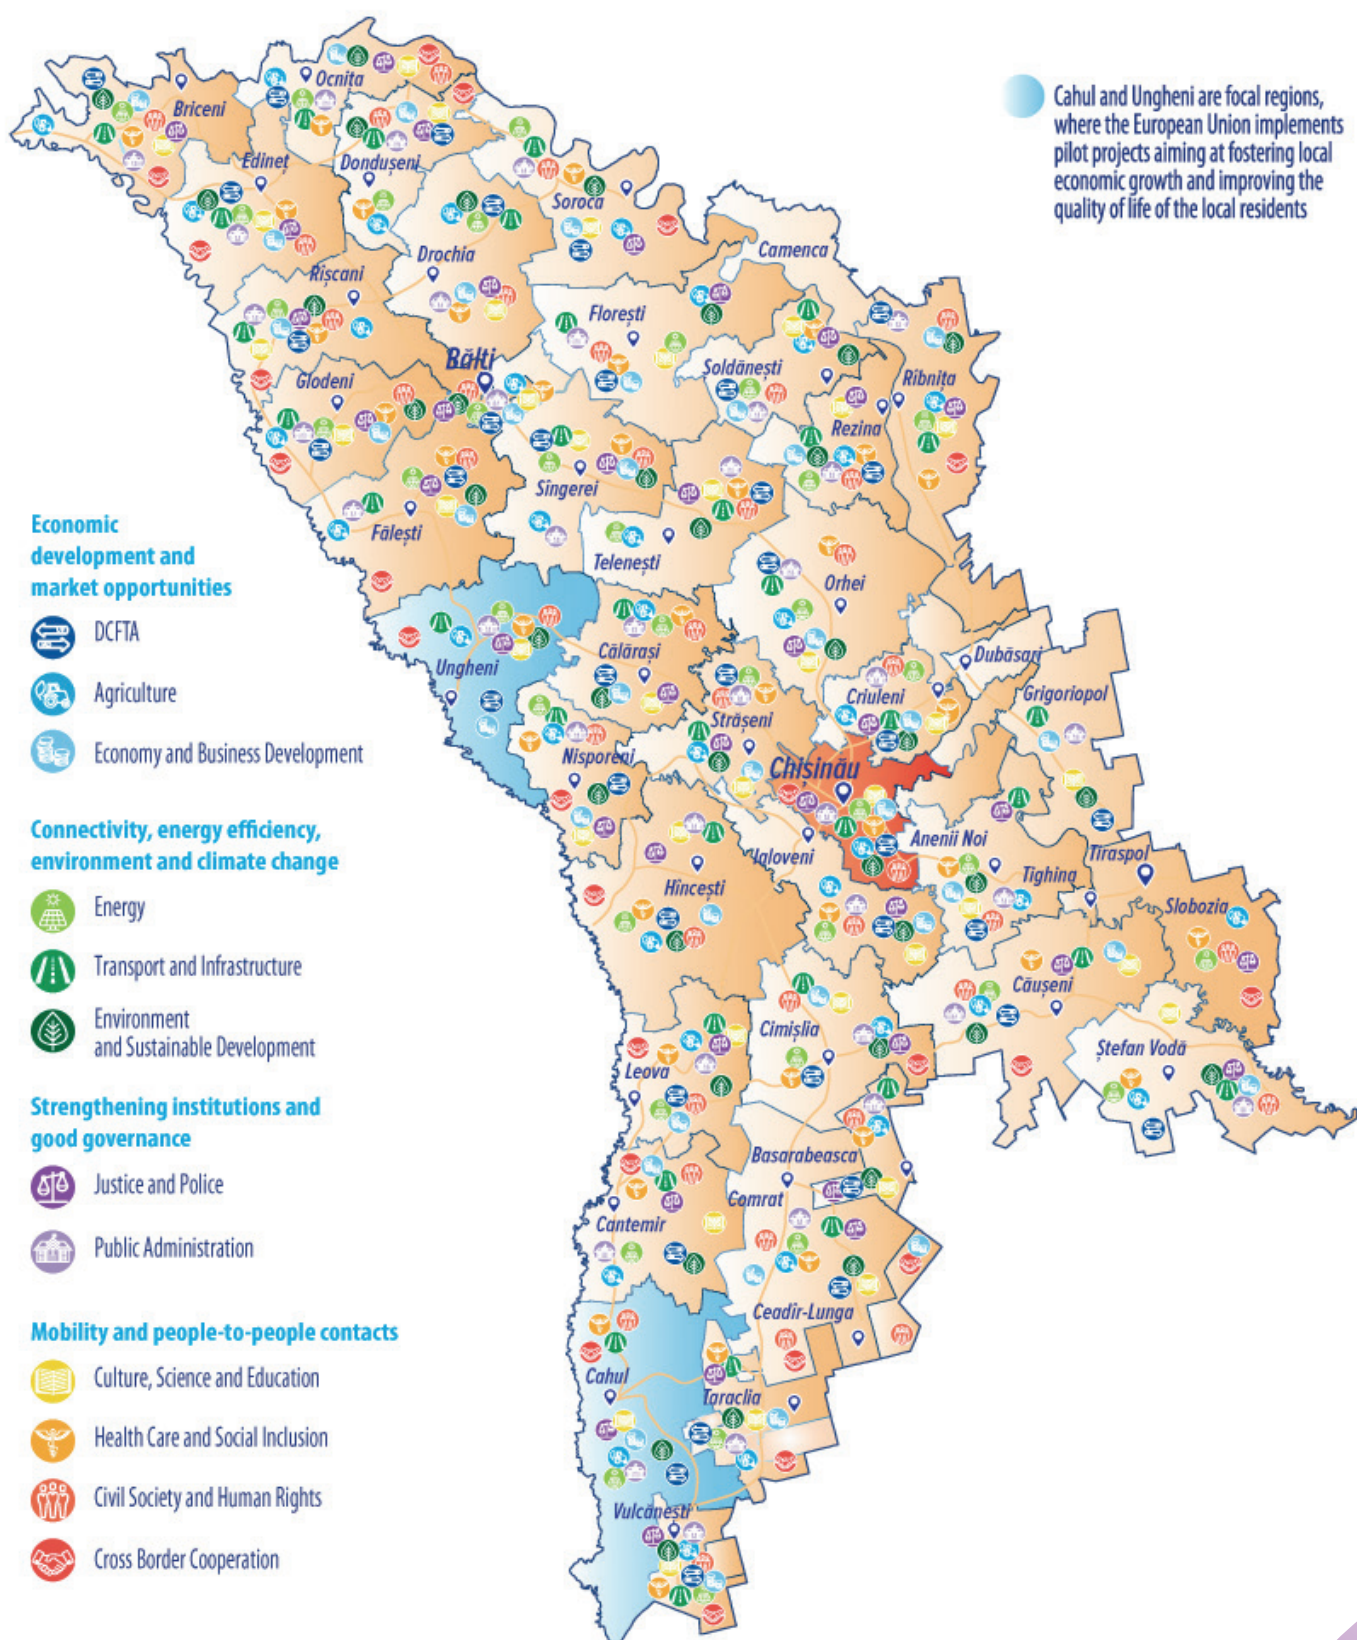 Cahul and Ungheni are focal regions,
where the European Union implements
pilot projects aiming at fostering local
economic growth and improving the
quality of life of the local residents
Ocnița
Briceni
Edineț
Dondușeni
Soroca
Camenca
Drochia
Rîșcani
Florești
Bălți
Șoldănești
Glodeni
Rîbnița
Rezina
Sîngerei
Fălești
Telenești
Orhei
Călărași
Dubăsari
Ungheni
Criuleni
Grigoriopol
Strășeni
Nisporeni
Chișinău
Anenii Noi
Ialoveni
Tiraspol
Tighina
Hîncești
Slobozia
Căușeni
Cimișlia
Ștefan Vodă
Leova
Basarabeasca
Comrat
Cantemir
Ceadîr-Lunga
Cahul
Taraclia
Vulcănești
Economic
development and
market opportunities
DCFTA
Agriculture
Economy and Business Development
Connectivity, energy efficiency,
environment and climate change
Energy
Transport and Infrastructure
Environment
and Sustainable Development
Strengthening institutions and
good governance
Justice and Police
Public Administration
Mobility and people-to-people contacts
Culture, Science and Education
Health Care and Social Inclusion
Civil Society and Human Rights
Cross Border Cooperation